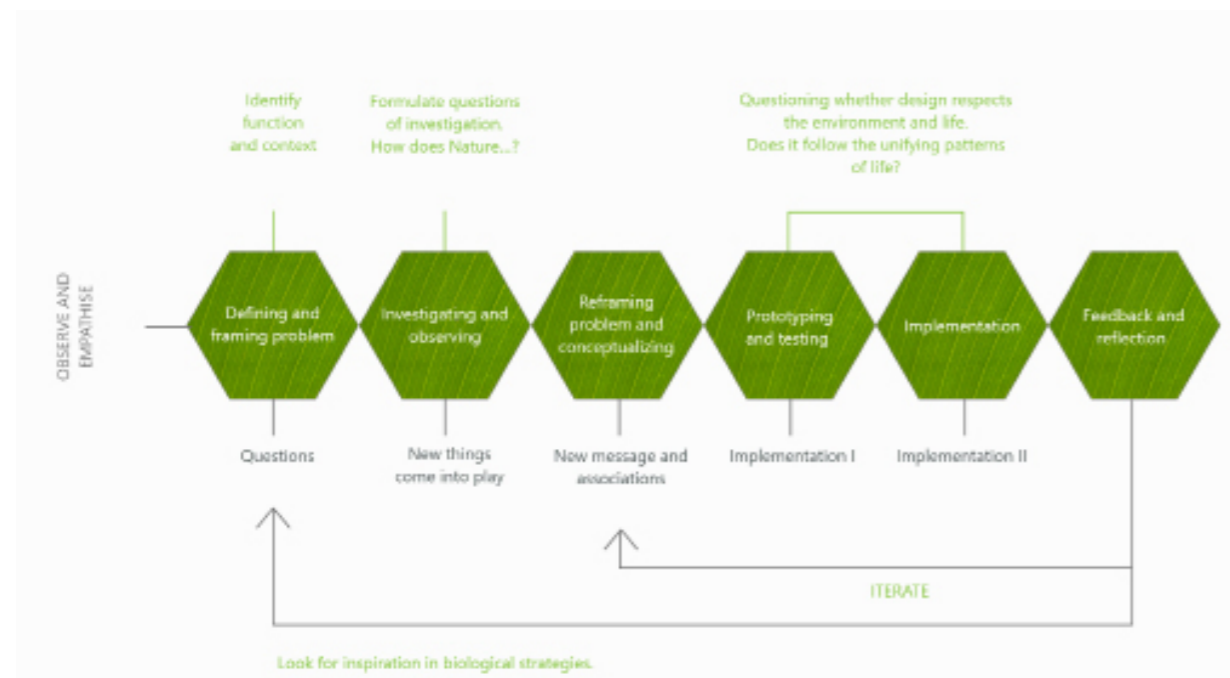 Identify
function
and context
Formulate questions
of investigation.
How does Nature...?
Questioning whether design respects
the environment and life.
Does it follow the unifying patterns
of life?
OBSERVE AND
EMPATHISE
Defining and
framing problem
Investigating and
observing
Reframing
problem and
conceptualizing
Prototyping
and testing
Implementation
Feedback and
reflection
Questions
New things
come into play
New message and
associations
Implementation I
Implementation II
ITERATE
Look for inspiration in biological strategies.